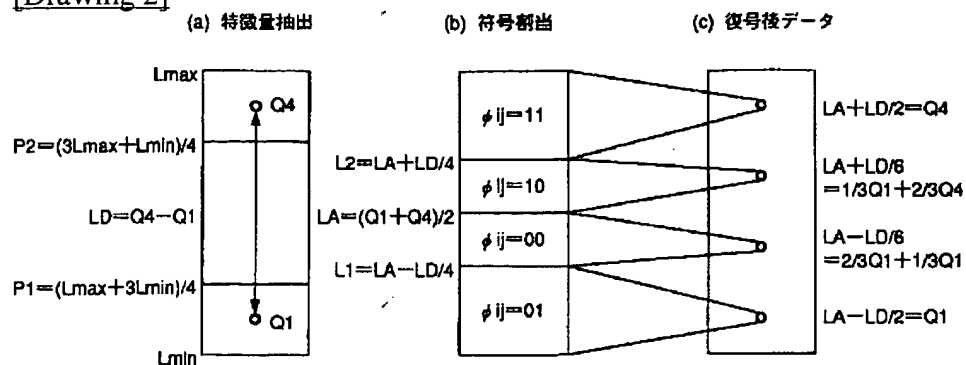 [Drawing 2]
(a) 特徴量抽出
(b) 符号割当
(c) 復号後データ
Lmax
Q4
P2=(3Lmax+Lmin)/4
LD=Q4-Q1
P1=(Lmax+3Lmin)/4
Q1
Lmin
φij=11
L2=LA+LD/4
φij=10
LA=(Q1+Q4)/2
φij=00
L1=LA-LD/4
φij=01
LA+LD/2=Q4
LA+LD/6
=1/3Q1+2/3Q4
LA-LD/6
=2/3Q1+1/3Q1
LA-LD/2=Q1